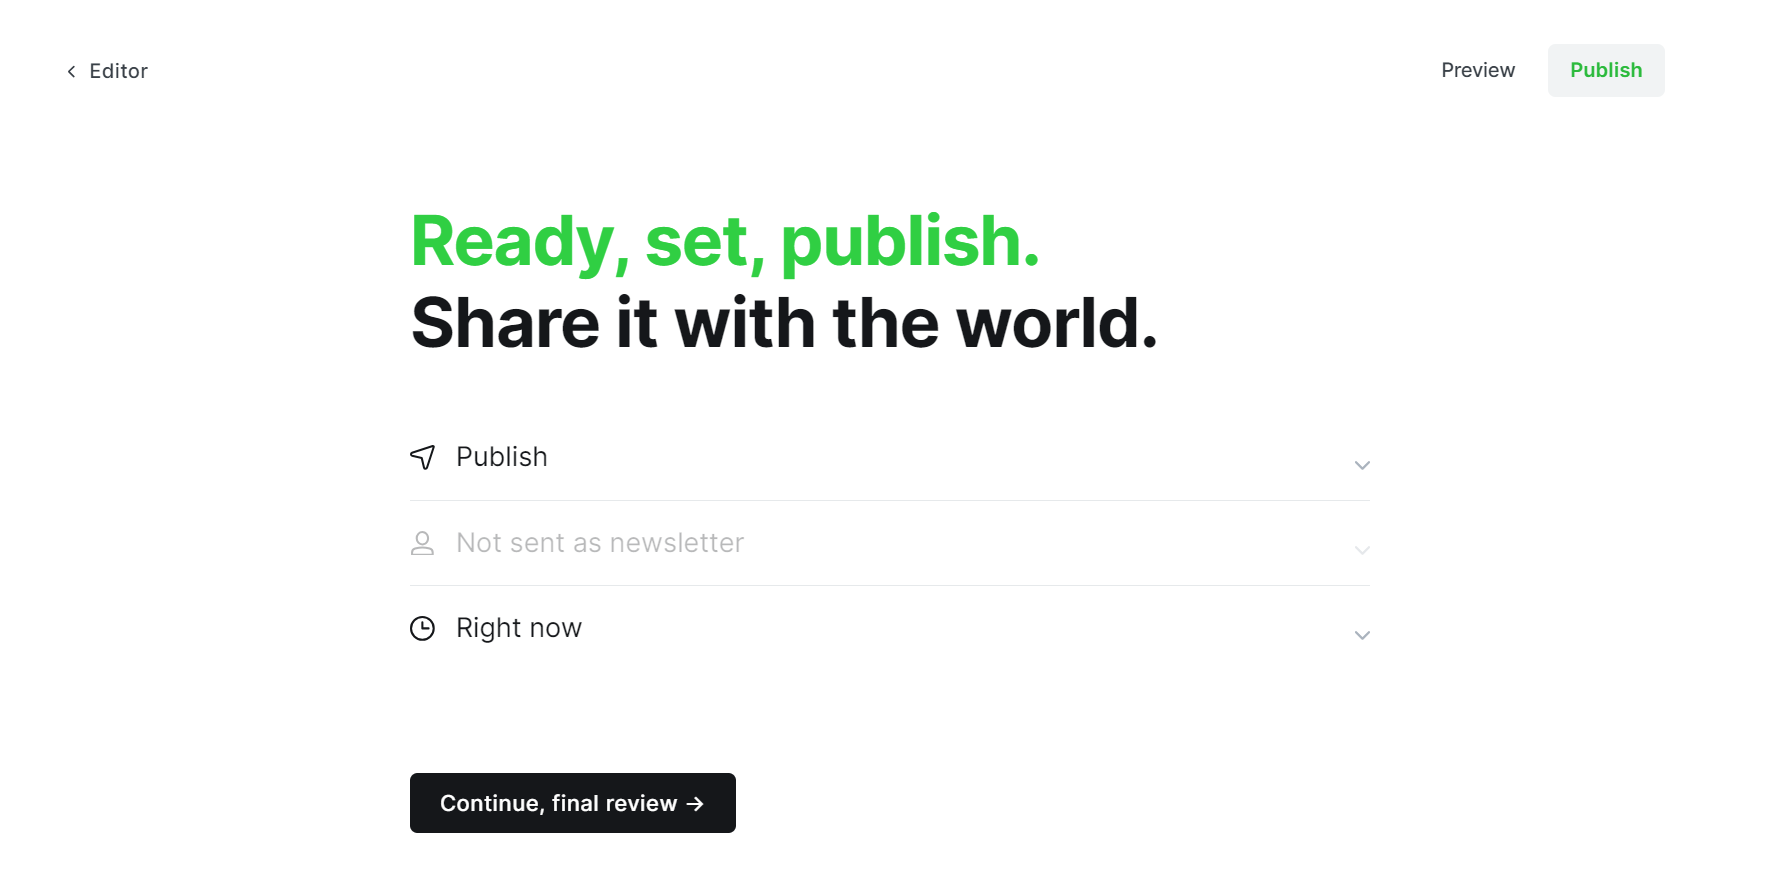 Editor
Preview
Publish
Ready, set, publish.
Share it with the world.
Publish
Not sent as newsletter
Right now
Continue, final review →